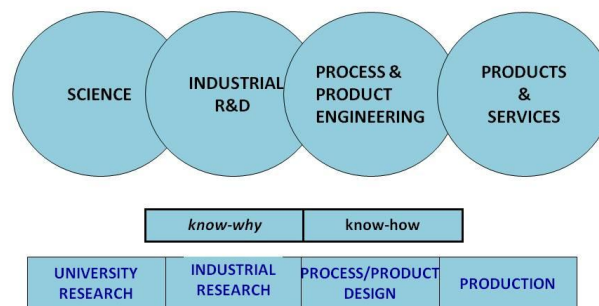 SCIENCE
INDUSTRIAL
R&D
PROCESS &
PRODUCT
ENGINEERING
PRODUCTS
&
SERVICES
know-why
know-how
UNIVERSITY
RESEARCH
INDUSTRIAL
RESEARCH
PROCESS/PRODUCT
DESIGN
PRODUCTION